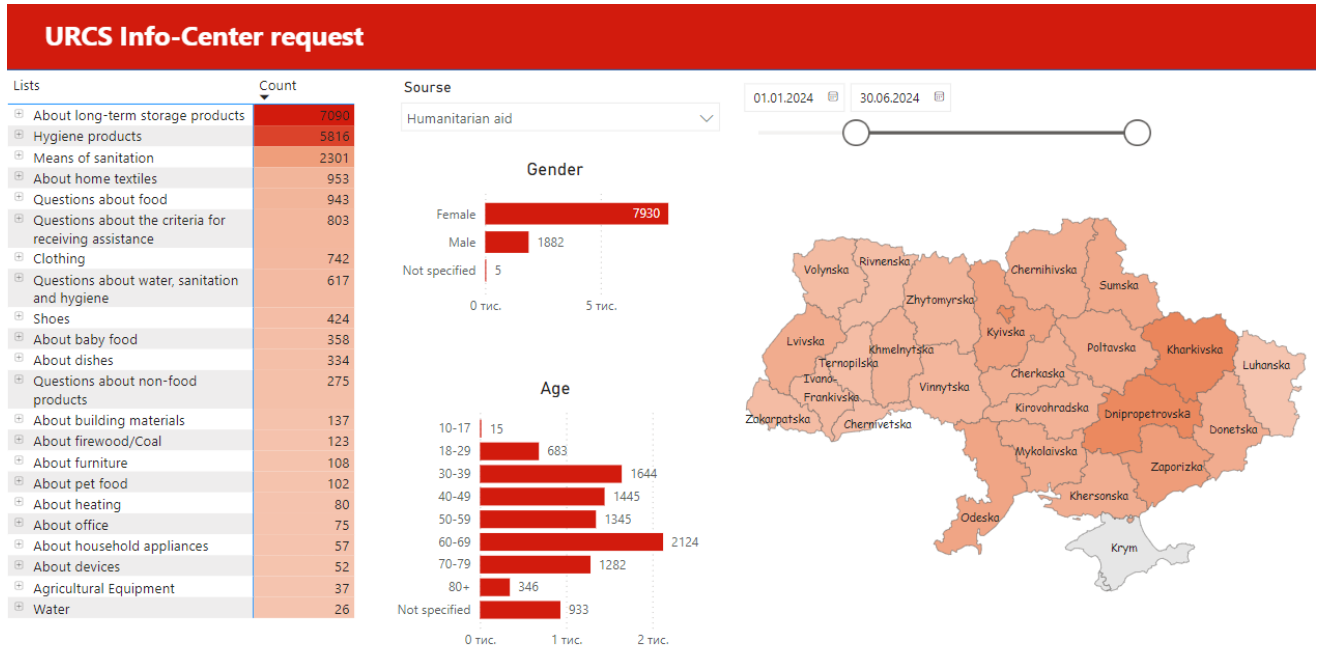 URCS Info-Center request
Lists Count
About long-term storage products 7090
Hygiene products 5816
Means of sanitation 2301
About home textiles 953
Questions about food 943
Questions about the criteria for 803
receiving assistance
Clothing 742
Questions about water, sanitation 617
and hygiene
Shoes 424
About baby food 358
About dishes 334
Questions about non-food 275
products
About building materials 137
About firewood/Coal 123
About furniture 108
About pet food 102
About heating 80
About office 75
About household appliances 57
About devices 52
Agricultural Equipment 37
Water 26
Sourse
Humanitarian aid
Gender
Female 7930
Male 1882
Not specified 5
0 тис. 5 тис.
Age
10-17 15
18-29 683
30-39 1644
40-49 1445
50-59 1345
60-69 2124
70-79 1282
80+ 346
Not specified 933
0 тис. 1 тис. 2 тис.
01.01.2024 30.06.2024
Volynska
Rivnenska
Zhytomyrska
Chernihivska
Sumska
Kyivska
Lvivska
Ternopilska
Khmelnytska
Poltavska
Kharkivska
Luhanska
Ivano-
Frankivska
Vinnytska
Cherkaska
Zakarpatska
Chernivetska
Kirovohradska
Dnipropetrovska
Donetska
Mykolaivska
Zaporizka
Khersonska
Odeska
Krym